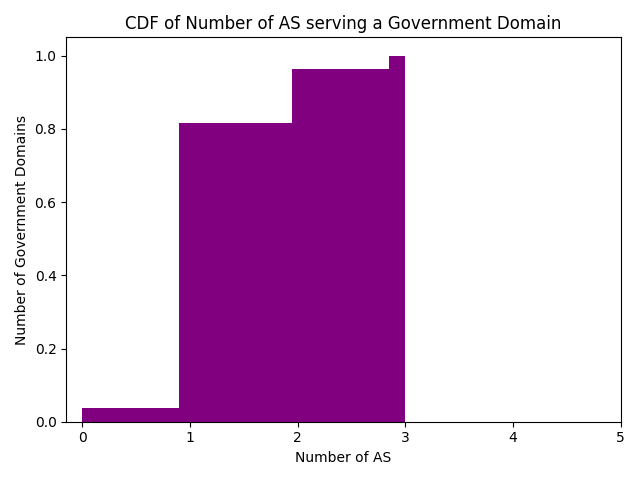 CDF of Number of AS serving a Government Domain
1.0
0.8
0.6
0.4
0.2
0.0
Number of Government Domains
0 1 2 3 4 5
Number of AS